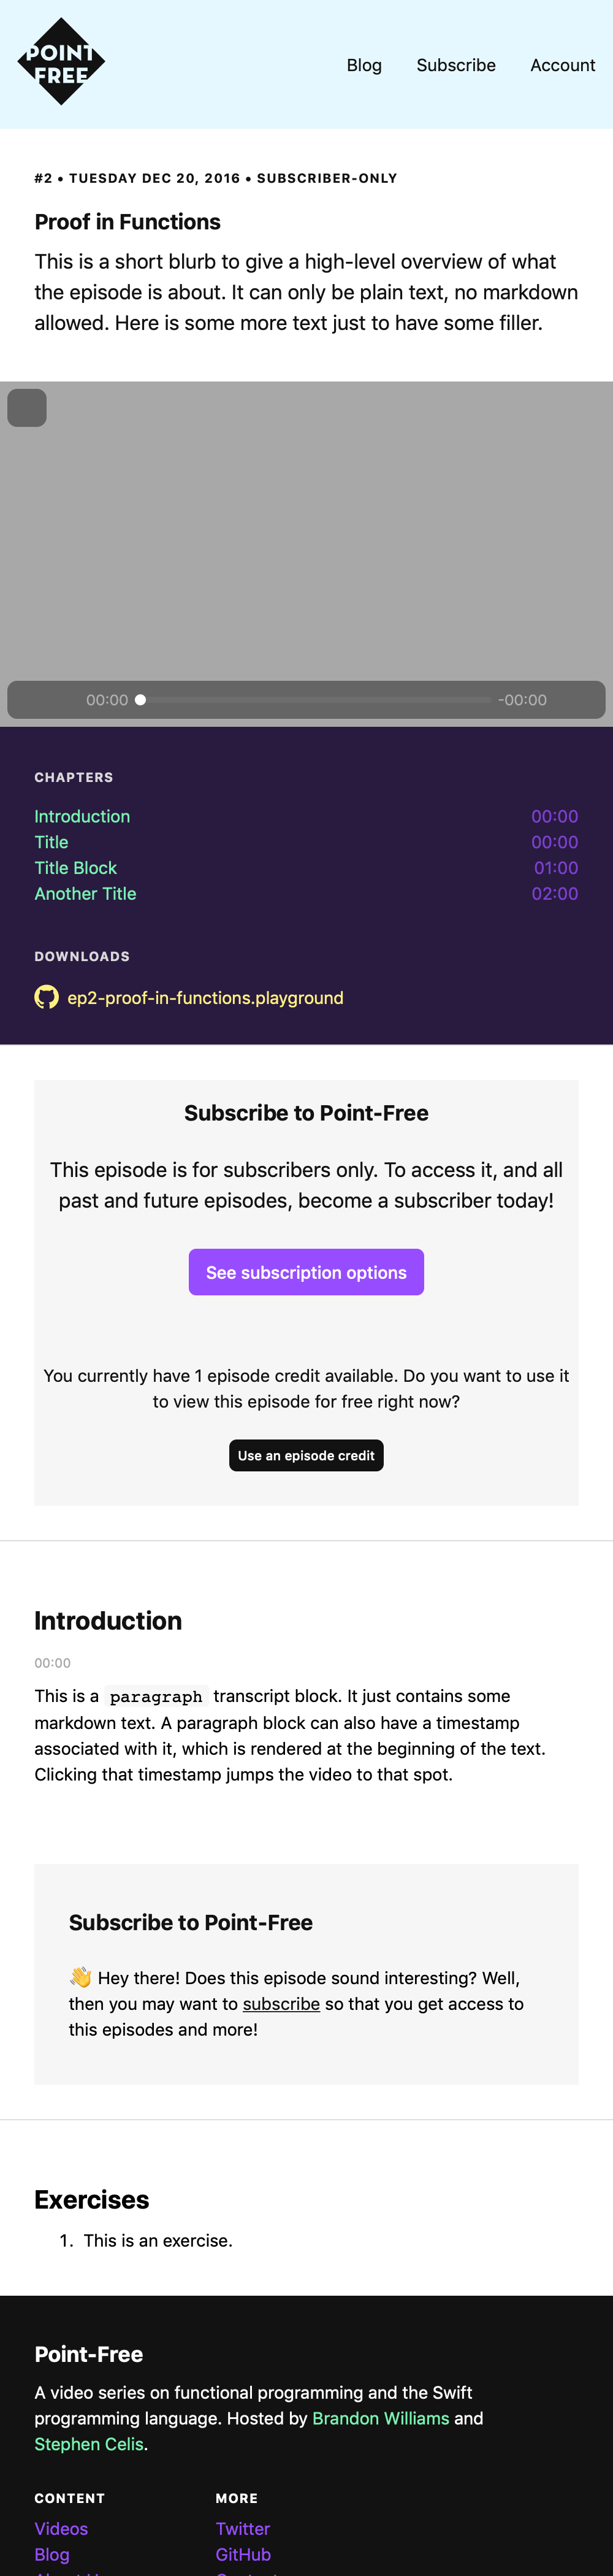 POINT
FREE
Blog Subscribe Account
#2 • TUESDAY DEC 20, 2016 • SUBSCRIBER-ONLY
Proof in Functions
This is a short blurb to give a high-level overview of what
the episode is about. It can only be plain text, no markdown
allowed. Here is some more text just to have some filler.
00:00 -00:00
CHAPTERS
Introduction 00:00
Title 00:00
Title Block 01:00
Another Title 02:00
DOWNLOADS
ep2-proof-in-functions.playground
Subscribe to Point-Free
This episode is for subscribers only. To access it, and all
past and future episodes, become a subscriber today!
See subscription options
You currently have 1 episode credit available. Do you want to use it
to view this episode for free right now?
Use an episode credit
Introduction
00:00
This is a paragraph transcript block. It just contains some
markdown text. A paragraph block can also have a timestamp
associated with it, which is rendered at the beginning of the text.
Clicking that timestamp jumps the video to that spot.
Subscribe to Point-Free
👋 Hey there! Does this episode sound interesting? Well,
then you may want to subscribe so that you get access to
this episodes and more!
Exercises
1. This is an exercise.
Point-Free
A video series on functional programming and the Swift
programming language. Hosted by Brandon Williams and
Stephen Celis.
CONTENT MORE
Videos Twitter
Blog GitHub